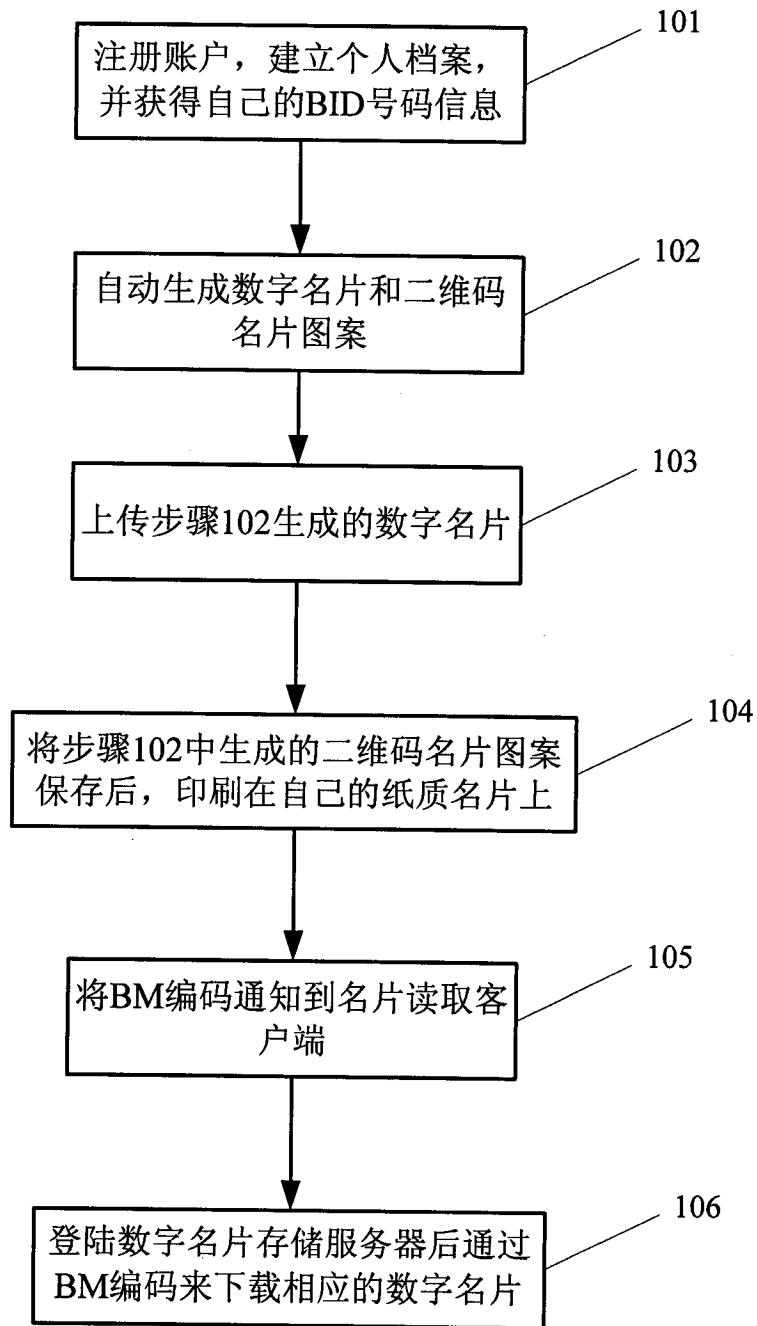 101
注册账户，建立个人档案，
并获得自己的BID号码信息
102
自动生成数字名片和二维码
名片图案
103
上传步骤102生成的数字名片
104
将步骤102中生成的二维码名片图案
保存后，印刷在自己的纸质名片上
105
将BM编码通知到名片读取客
户端
106
登陆数字名片存储服务器后通过
BM编码来下载相应的数字名片